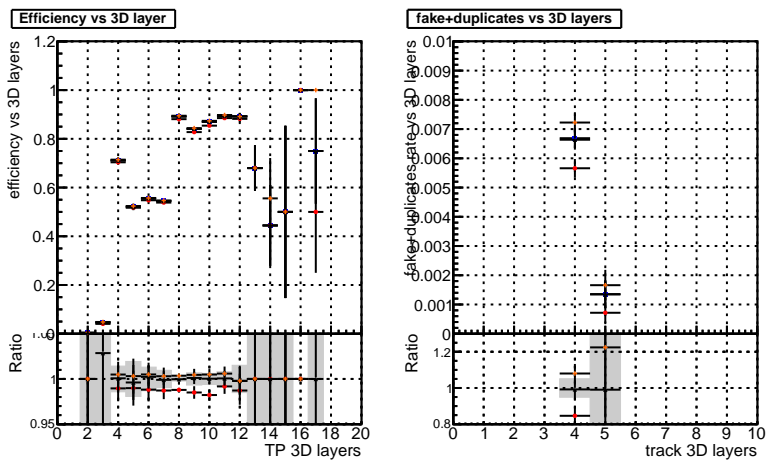 Efficiency vs 3D layer
efficiency vs 3D layers
1.2
1
0.8
0.6
0.4
0.2
0
Ratio
1
0.95
0 2 4 6 8 10 12 14 16 18 20
TP 3D layers
fake+duplicates vs 3D layers
fake+duplicates rate vs 3D layers
0.01
0.009
0.008
0.007
0.006
0.005
0.004
0.003
0.002
0.001
0
Ratio
1.2
1
0.8
0 1 2 3 4 5 6 7 8 9 10
track 3D layers